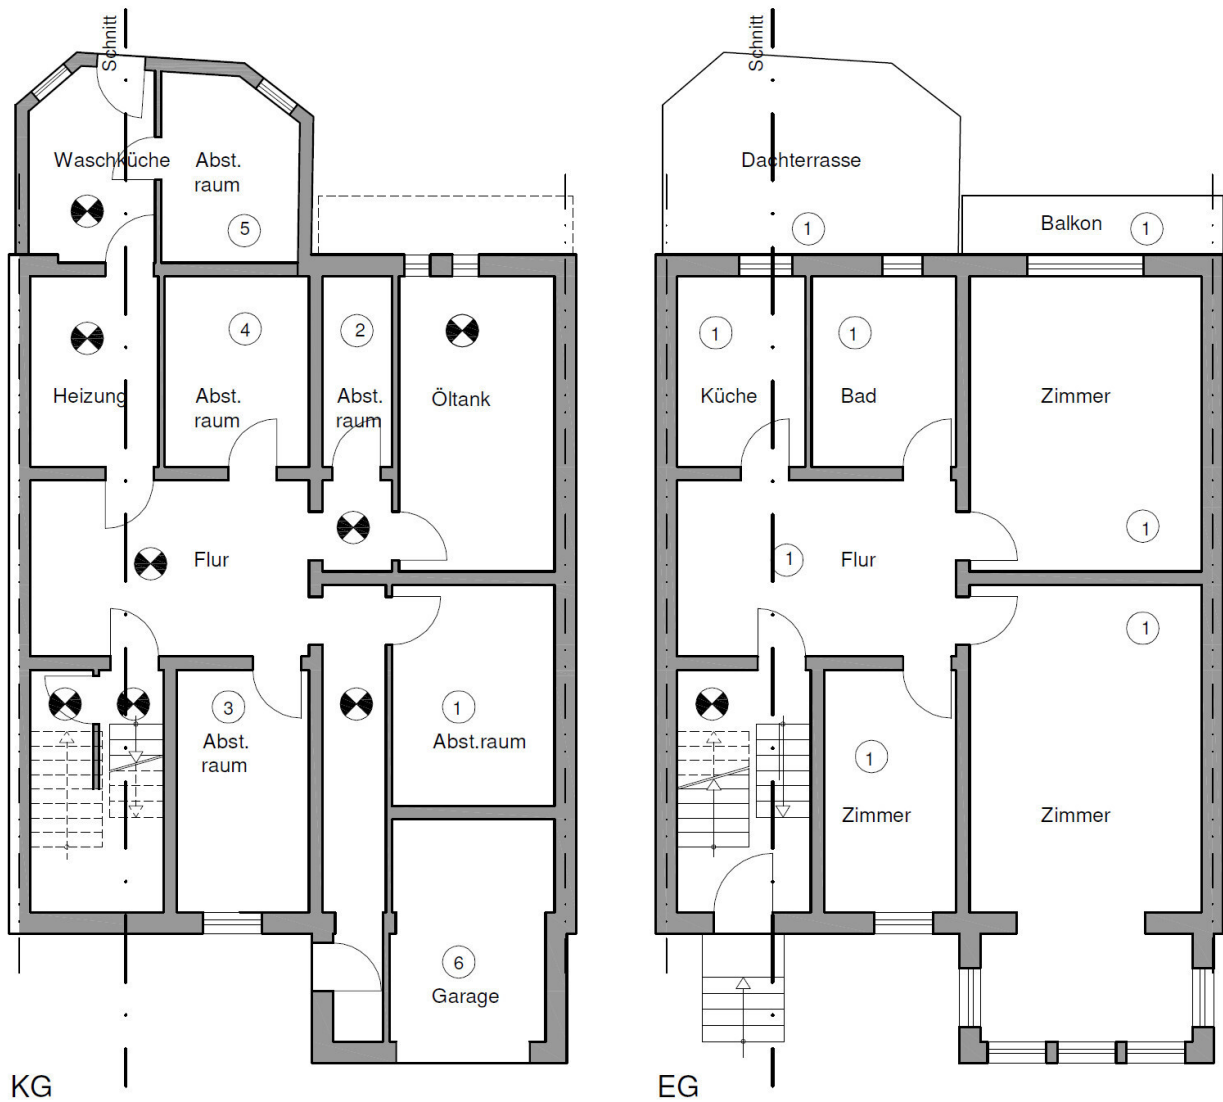 Schnitt
Waschküche
Abst.
raum
5
4
2
Heizung
Abst.
raum
Abst.
raum
Öltank
Flur
3
Abst.
raum
1
Abst.raum
6
Garage
KG
Schnitt
Dachterrasse
1
Balkon
1
1
1
Küche
Bad
Zimmer
1
1
Flur
1
1
Zimmer
Zimmer
EG